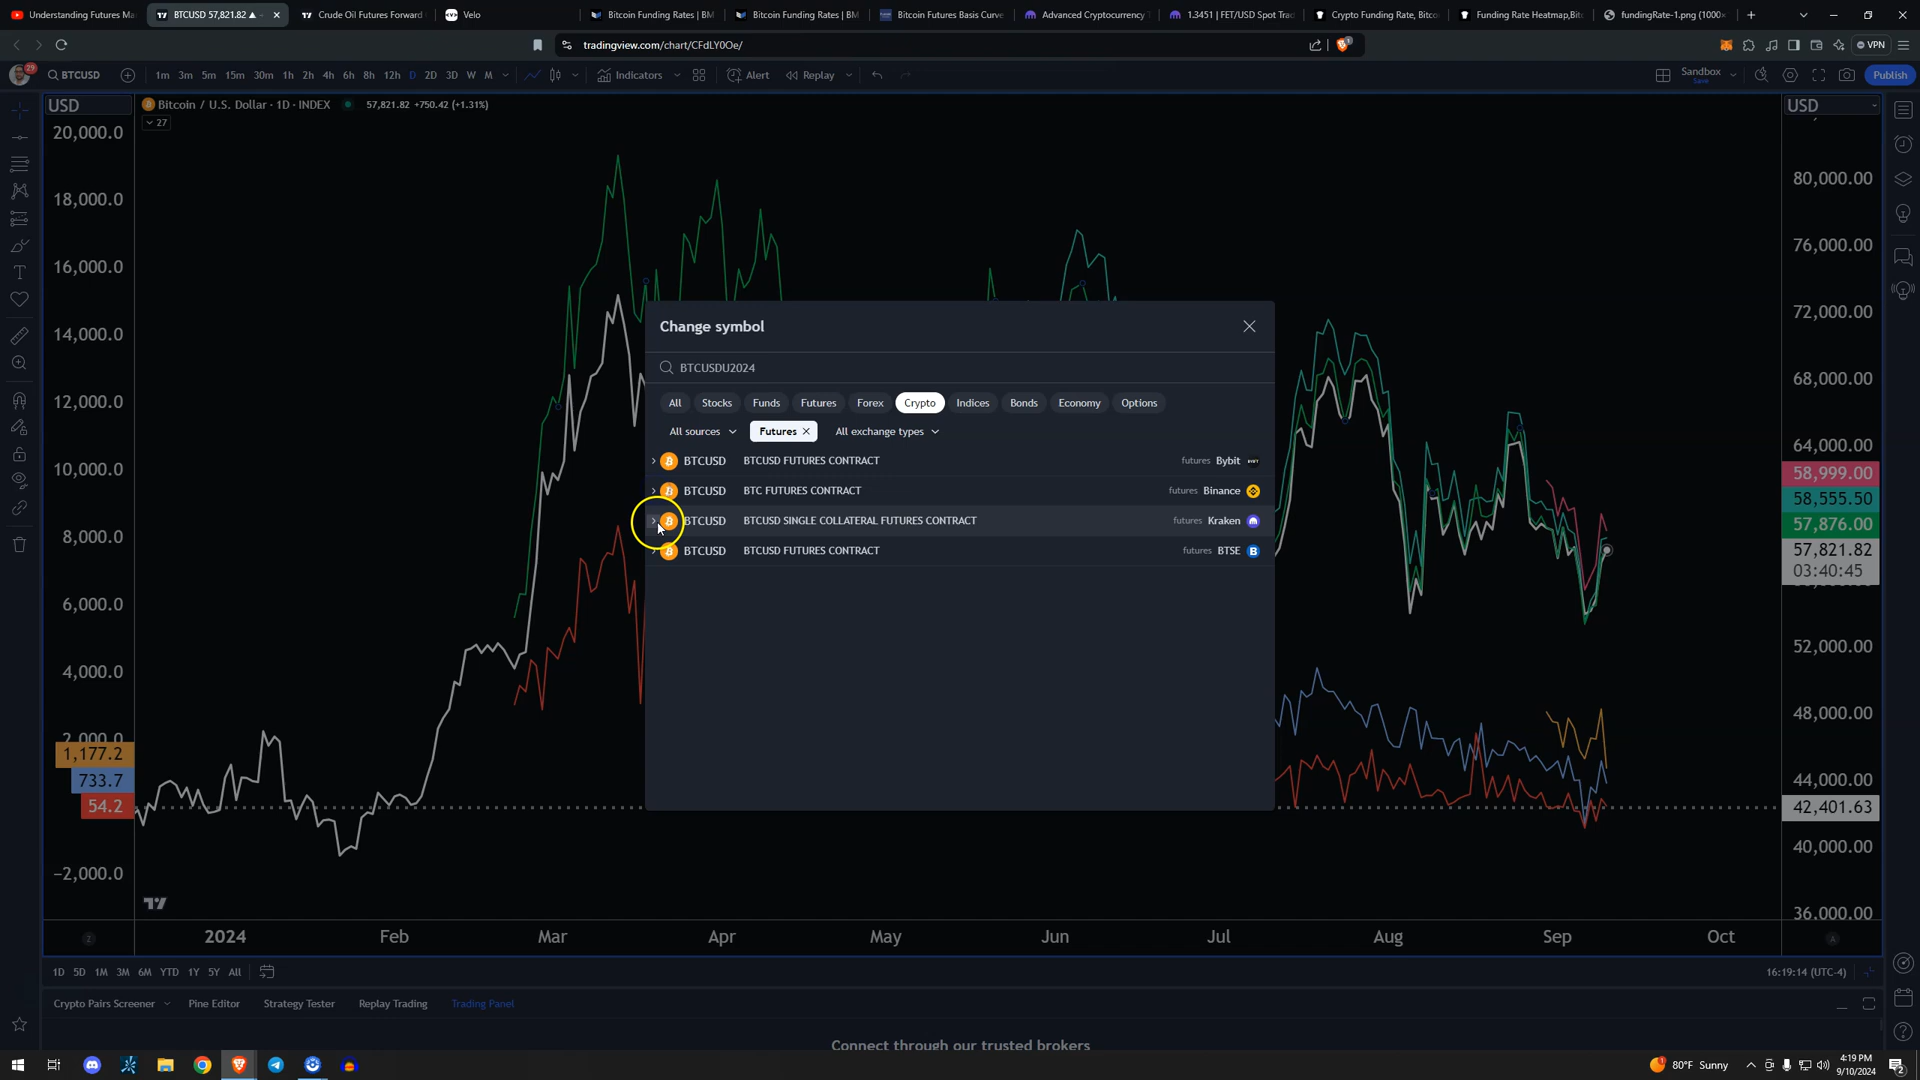 Understanding Futures Ma
BTCUSD 57,821.82 ▲ -
Crude Oil Futures Forward
Velo
Bitcoin Funding Rates | BM
Bitcoin Funding Rates | BM
Bitcoin Futures Basis Curve
Advanced Cryptocurrency T
1.3451 | FET/USD Spot Trad
Crypto Funding Rate, Bitco
Funding Rate Heatmap,Bit
fundingRate-1.png (1000×
tradingview.com/chart/CFdLY0Oe/
VPN
29
BTCUSD
1m 3m 5m 15m 30m 1h 2h 4h 6h 8h 12h D 2D 3D W M
Indicators
Alert
Replay
Sandbox
Save
Publish
USD
Bitcoin / U.S. Dollar · 1D · INDEX
57,821.82 +750.42 (+1.31%)
27
USD
20,000.0
18,000.0
16,000.0
14,000.0
12,000.0
10,000.0
8,000.0
6,000.0
4,000.0
2,000.0
1,177.2
733.7
54.2
−2,000.0
Change symbol
BTCUSDU2024
All Stocks Funds Futures Forex Crypto Indices Bonds Economy Options
All sources Futures All exchange types
BTCUSD BTCUSD FUTURES CONTRACT futures Bybit
BTCUSD BTC FUTURES CONTRACT futures Binance
BTCUSD BTCUSD SINGLE COLLATERAL FUTURES CONTRACT futures Kraken
BTCUSD BTCUSD FUTURES CONTRACT futures BTSE
80,000.00
76,000.00
72,000.00
68,000.00
64,000.00
58,999.00
58,555.50
57,876.00
57,821.82
03:40:45
52,000.00
48,000.00
44,000.00
42,401.63
40,000.00
36,000.00
Z
2024 Feb Mar Apr May Jun Jul Aug Sep Oct
A
1D 5D 1M 3M 6M YTD 1Y 5Y All
16:19:14 (UTC-4)
Crypto Pairs Screener Pine Editor Strategy Tester Replay Trading Trading Panel
Connect through our trusted brokers
80°F Sunny
4:19 PM
9/10/2024